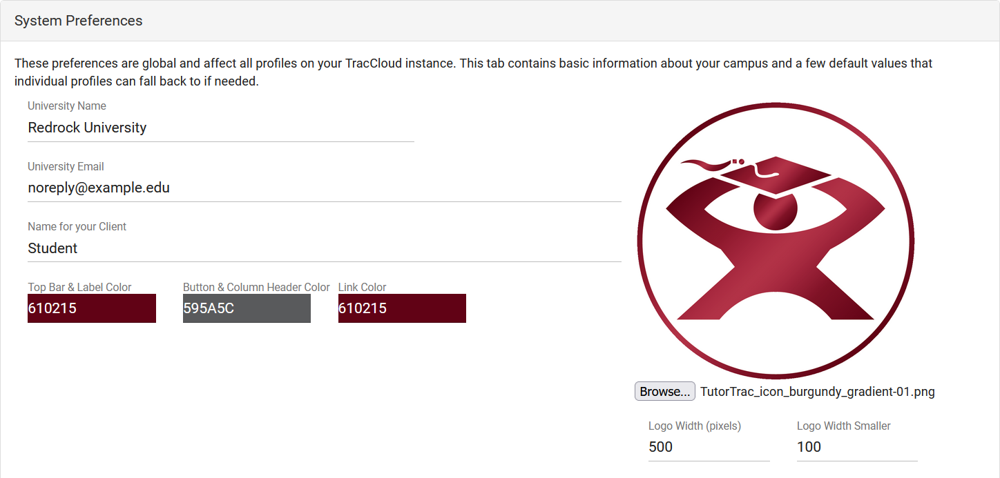 System Preferences
These preferences are global and affect all profiles on your TracCloud instance. This tab contains basic information about your campus and a few default values that
individual profiles can fall back to if needed.
University Name
Redrock University
University Email
noreply@example.edu
Name for your Client
Student
Top Bar & Label Color Button & Column Header Color Link Color
610215 595A5C 610215
Browse... TutorTrac_icon_burgundy_gradient-01.png
Logo Width (pixels) Logo Width Smaller
500 100